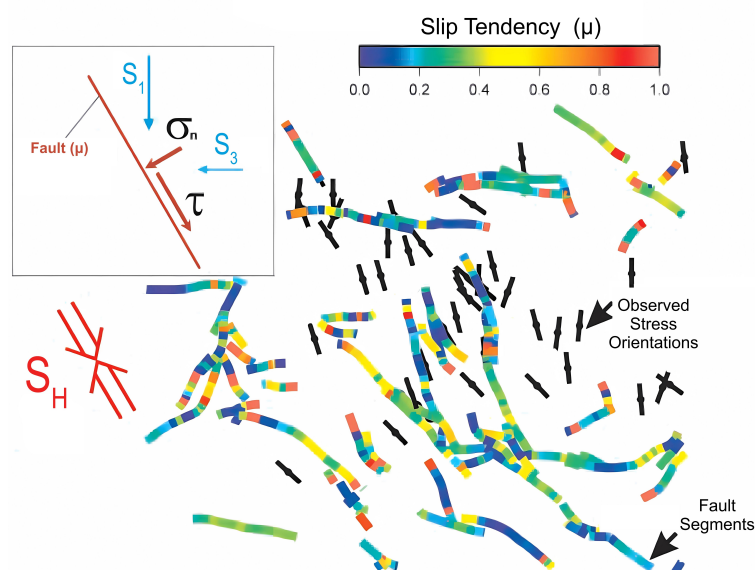 Slip Tendency (μ)
0.0 0.2 0.4 0.6 0.8 1.0
S1
σn
S3
Fault (μ)
τ
Observed
Stress
Orientations
SH
Fault
Segments